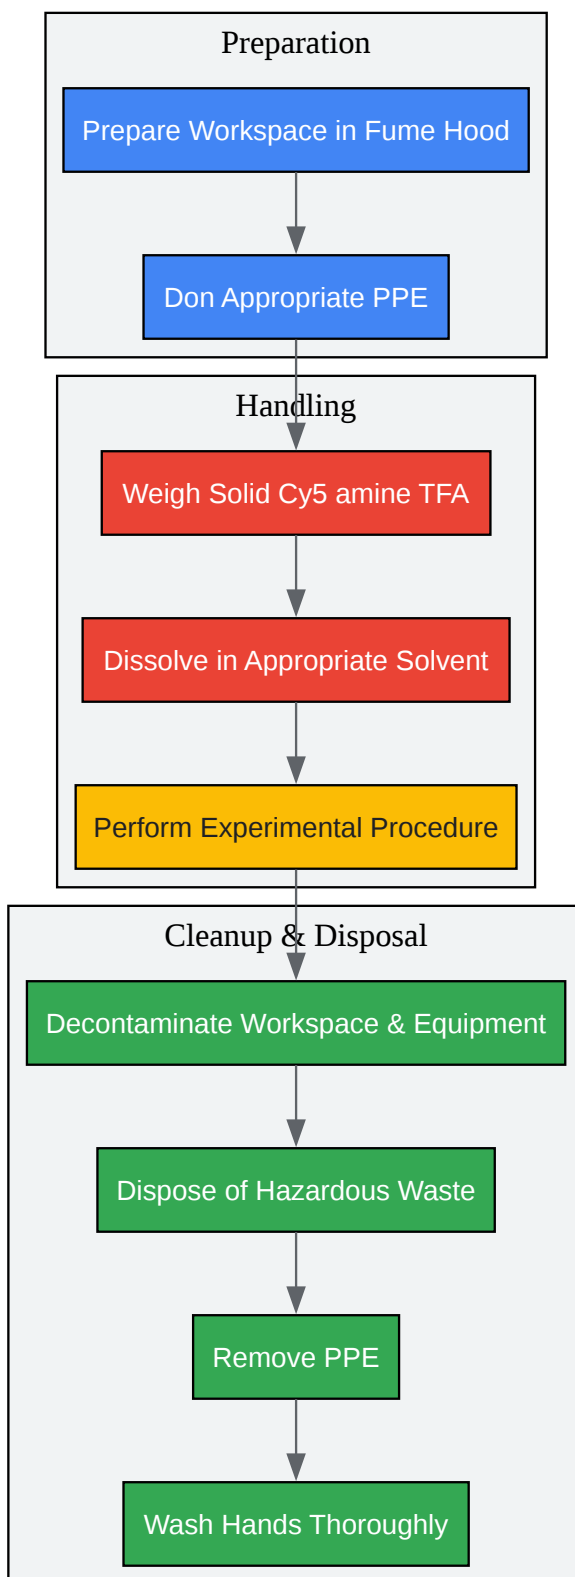 Preparation
Prepare Workspace in Fume Hood
Don Appropriate PPE
Handling
Weigh Solid Cy5 amine TFA
Dissolve in Appropriate Solvent
Perform Experimental Procedure
Cleanup & Disposal
Decontaminate Workspace & Equipment
Dispose of Hazardous Waste
Remove PPE
Wash Hands Thoroughly